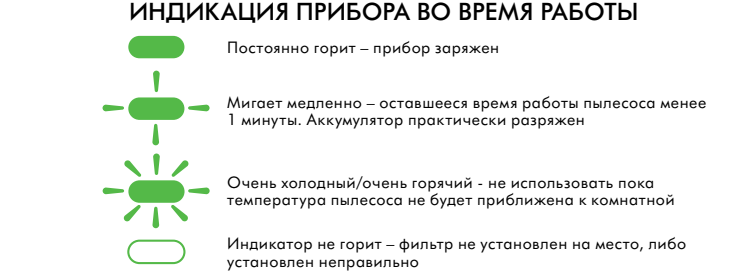 ИНДИКАЦИЯ ПРИБОРА ВО ВРЕМЯ РАБОТЫ
Постоянно горит – прибор заряжен
Мигает медленно – оставшееся время работы пылесоса менее
1 минуты. Аккумулятор практически разряжен
Очень холодный/очень горячий - не использовать пока
температура пылесоса не будет приближена к комнатной
Индикатор не горит – фильтр не установлен на место, либо
установлен неправильно